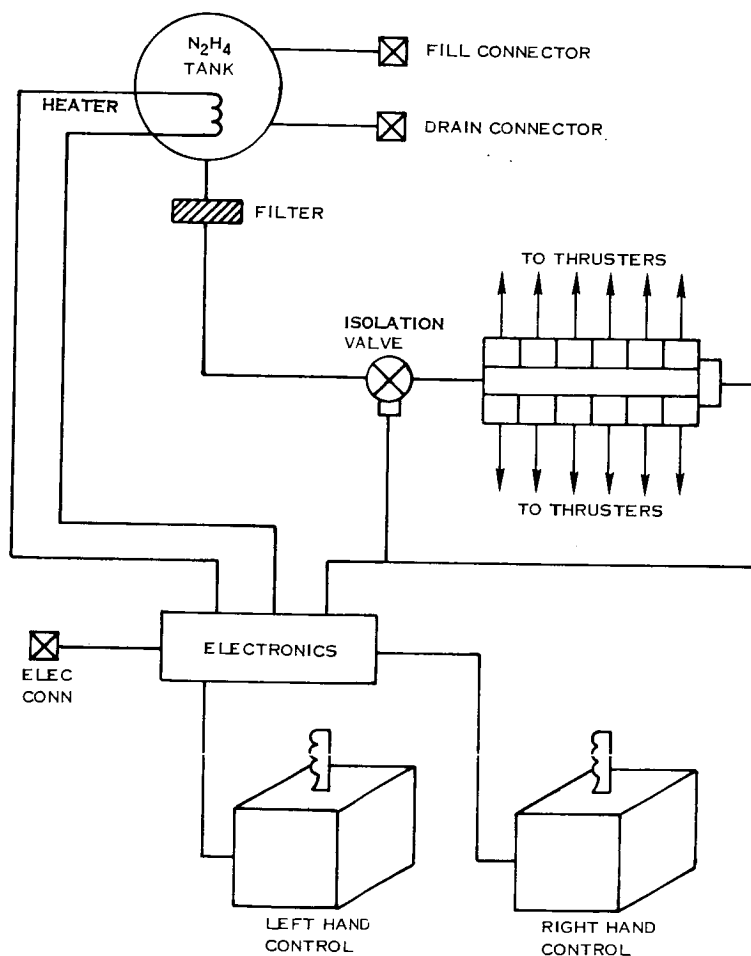 N₂H₄
TANK
FILL CONNECTOR
HEATER
DRAIN CONNECTOR
FILTER
TO THRUSTERS
ISOLATION
VALVE
TO THRUSTERS
ELECTRONICS
ELEC
CONN
LEFT HAND
CONTROL
RIGHT HAND
CONTROL